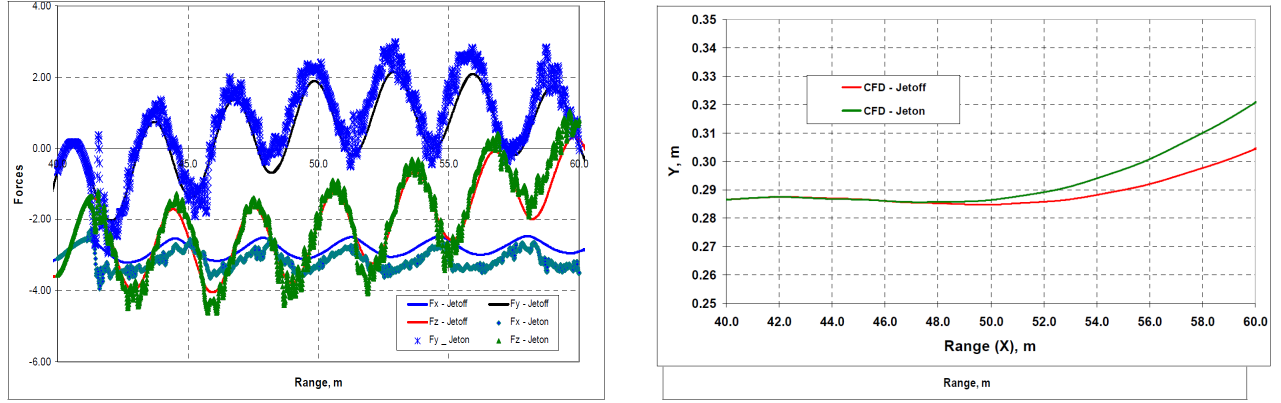 4.00
2.00
0.00
-2.00
-4.00
-6.00
Forces
45.0
50.0
55.0
60.0
Fx - Jetoff
Fy - Jetoff
Fz - Jetoff
Fx - Jeton
Fy _ Jeton
Fz - Jeton
Range, m
0.35
0.34
0.33
0.32
0.31
0.30
0.29
0.28
0.27
0.26
0.25
Y, m
CFD - Jetoff
CFD - Jeton
40.0 42.0 44.0 46.0 48.0 50.0 52.0 54.0 56.0 58.0 60.0
Range (X), m
Range, m